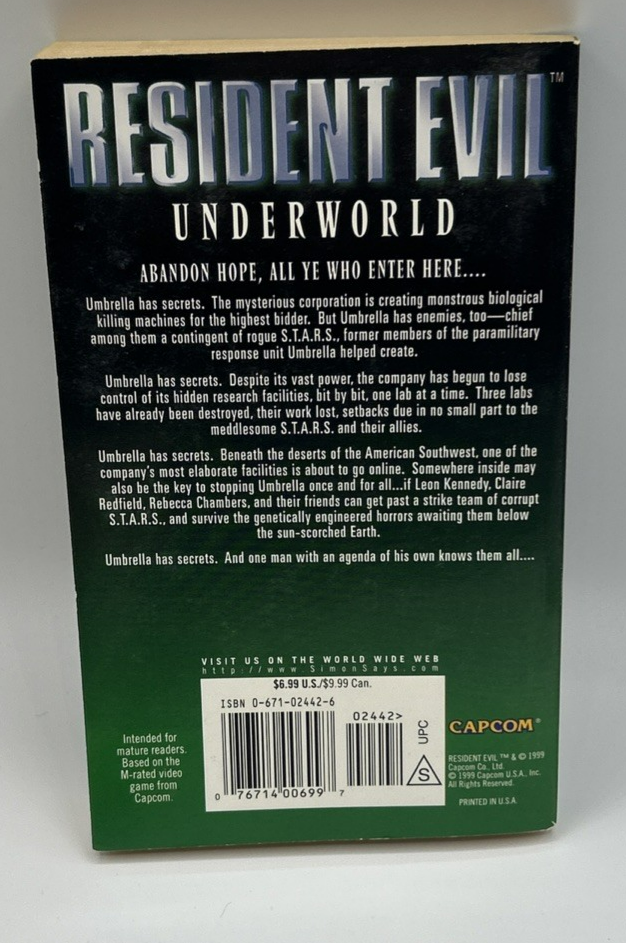 RESIDENT EVIL™
UNDERWORLD
ABANDON HOPE, ALL YE WHO ENTER HERE....
Umbrella has secrets. The mysterious corporation is creating monstrous biological
killing machines for the highest bidder. But Umbrella has enemies, too—chief
among them a contingent of rogue S.T.A.R.S., former members of the paramilitary
response unit Umbrella helped create.
Umbrella has secrets. Despite its vast power, the company has begun to lose
control of its hidden research facilities, bit by bit, one lab at a time. Three labs
have already been destroyed, their work lost, setbacks due in no small part to the
meddlesome S.T.A.R.S. and their allies.
Umbrella has secrets. Beneath the deserts of the American Southwest, one of the
company's most elaborate facilities is about to go online. Somewhere inside may
also be the key to stopping Umbrella once and for all...if Leon Kennedy, Claire
Redfield, Rebecca Chambers, and their friends can get past a strike team of corrupt
S.T.A.R.S., and survive the genetically engineered horrors awaiting them below
the sun-scorched Earth.
Umbrella has secrets. And one man with an agenda of his own knows them all....
VISIT US ON THE WORLD WIDE WEB
http://www.SimonSays.com
$6.99 U.S./$9.99 Can.
ISBN 0-671-02442-6
02442>
UPC
S
0 76714 00699 7
Intended for
mature readers.
Based on the
M-rated video
game from
Capcom.
CAPCOM®
RESIDENT EVIL ™ & © 1999
Capcom Co., Ltd.
© 1999 Capcom U.S.A., Inc.
All Rights Reserved.
PRINTED IN U.S.A.